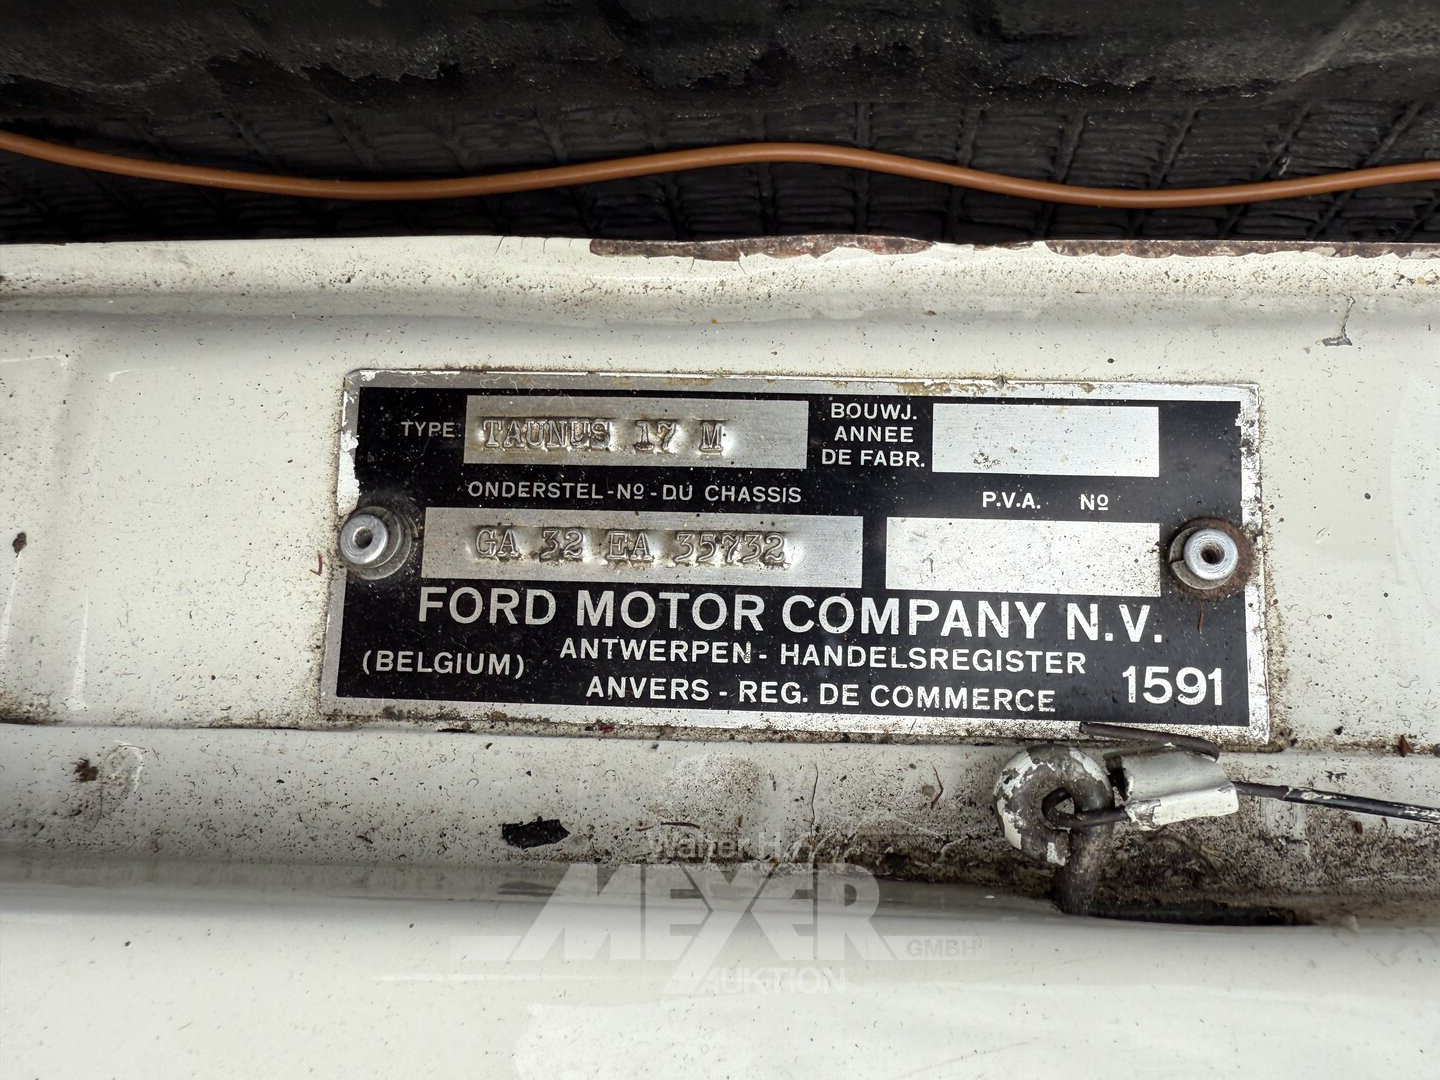 TYPE TAUNUS 17 M
BOUWJ.
ANNEE
DE FABR.
ONDERSTEL-Nº-DU CHASSIS
P.V.A. Nº
GA 32 EA 35732
FORD MOTOR COMPANY N.V.
(BELGIUM)
ANTWERPEN - HANDELSREGISTER
ANVERS - REG. DE COMMERCE
1591
Walter H.
MEYER
GMBH
AUKTION